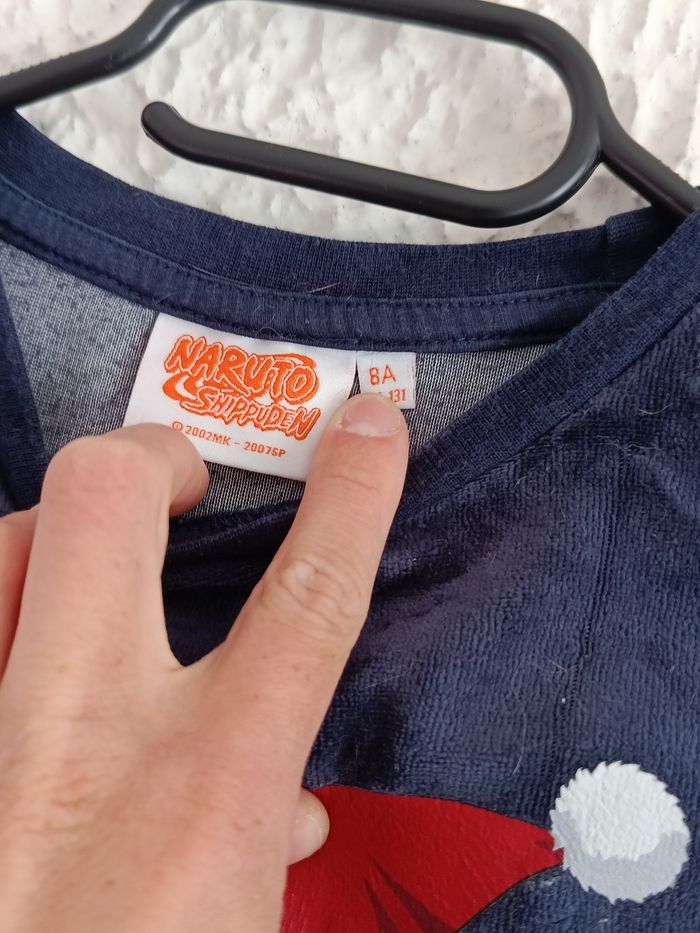 NARUTO
SHIPPUDEN
©2002MK - 2007SP
8A
131